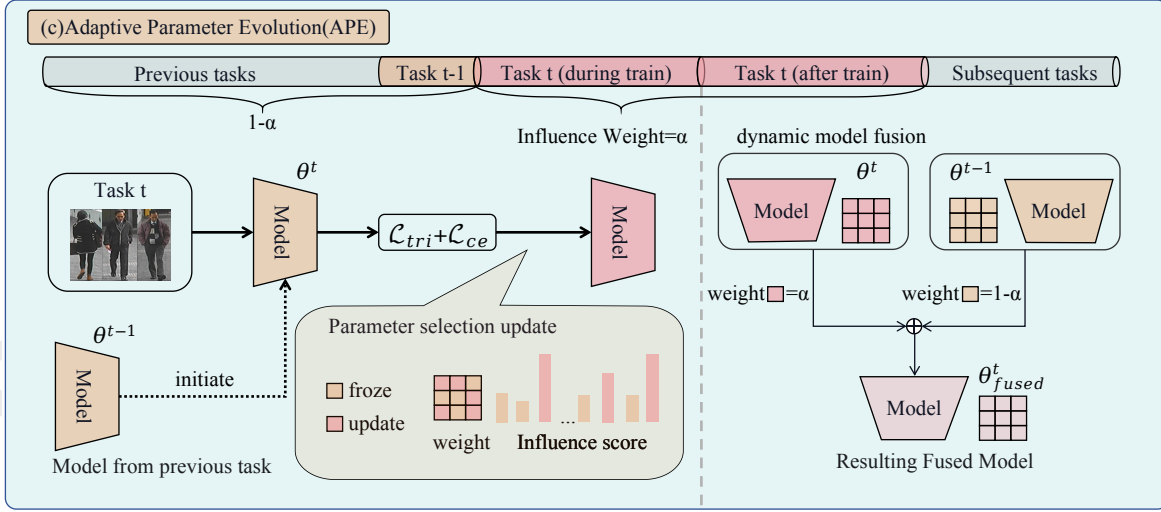 (c)Adaptive Parameter Evolution(APE)
Previous tasks
Task t-1
Task t (during train)
Task t (after train)
Subsequent tasks
1-α
Influence Weight=α
Task t
θ^t
Model
ℒ_tri+ℒ_ce
Model
θ^{t-1}
Model
initiate
Model from previous task
Parameter selection update
froze
update
weight
...
Influence score
dynamic model fusion
Model
θ^t
θ^{t-1}
Model
weight =α
weight =1-α
Model
θ^t_fused
Resulting Fused Model